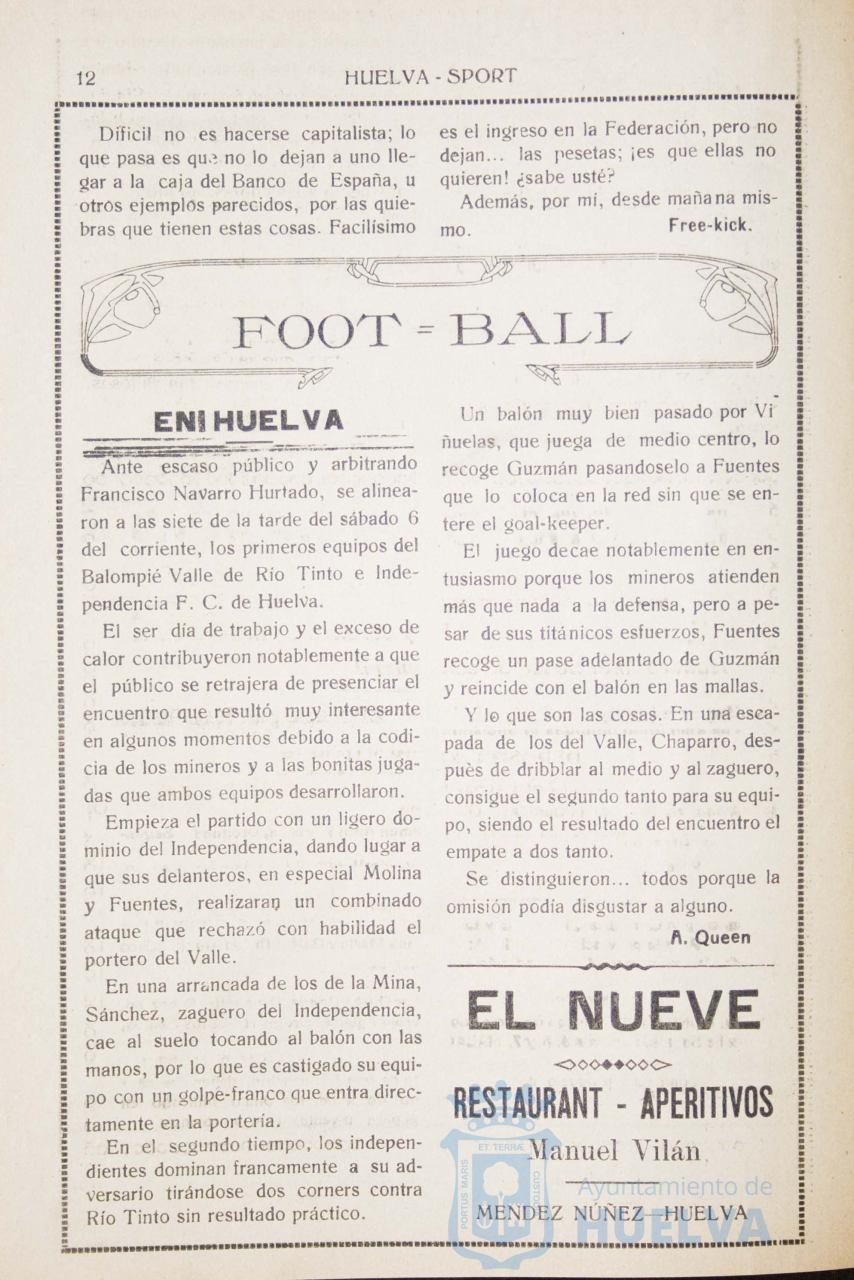 12
HUELVA - SPORT
Difícil no es hacerse capitalista; lo
que pasa es que no lo dejan a uno lle-
gar a la caja del Banco de España, u
otros ejemplos parecidos, por las quie-
bras que tienen estas cosas. Facilísimo
es el ingreso en la Federación, pero no
dejan... las pesetas; ¡es que ellas no
quieren! ¿sabe usté?
Además, por mí, desde mañana mis-
mo.
Free-kick.
FOOT = BALL
EN HUELVA
Ante escaso público y arbitrando
Francisco Navarro Hurtado, se alinea-
ron a las siete de la tarde del sábado 6
del corriente, los primeros equipos del
Balompié Valle de Río Tinto e Inde-
pendencia F. C. de Huelva.
El ser día de trabajo y el exceso de
calor contribuyeron notablemente a que
el público se retrajera de presenciar el
encuentro que resultó muy interesante
en algunos momentos debido a la codi-
cia de los mineros y a las bonitas juga-
das que ambos equipos desarrollaron.
Empieza el partido con un ligero do-
minio del Independencia, dando lugar a
que sus delanteros, en especial Molina
y Fuentes, realizaran un combinado
ataque que rechazó con habilidad el
portero del Valle.
En una arrancada de los de la Mina,
Sánchez, zaguero del Independencia,
cae al suelo tocando al balón con las
manos, por lo que es castigado su equi-
po con un golpe-franco que entra direc-
tamente en la portería.
En el segundo tiempo, los indepen-
dientes dominan francamente a su ad-
versario tirándose dos corners contra
Río Tinto sin resultado práctico.
Un balón muy bien pasado por Vi
ñuelas, que juega de medio centro, lo
recoge Guzmán pasandoselo a Fuentes
que lo coloca en la red sin que se en-
tere el goal-keeper.
El juego decae notablemente en en-
tusiasmo porque los mineros atienden
más que nada a la defensa, pero a pe-
sar de sus titánicos esfuerzos, Fuentes
recoge un pase adelantado de Guzmán
y reincide con el balón en las mallas.
Y lo que son las cosas. En una esca-
pada de los del Valle, Chaparro, des-
puès de dribblar al medio y al zaguero,
consigue el segundo tanto para su equi-
po, siendo el resultado del encuentro el
empate a dos tanto.
Se distinguieron... todos porque la
omisión podía disgustar a alguno.
A. Queen
EL NUEVE
RESTAURANT - APERITIVOS
Manuel Vilán
MENDEZ NÚÑEZ—HUELVA
PORTUS MARIS
ET TERRÆ
CUSTODIA
Ayuntamiento de
HUELVA